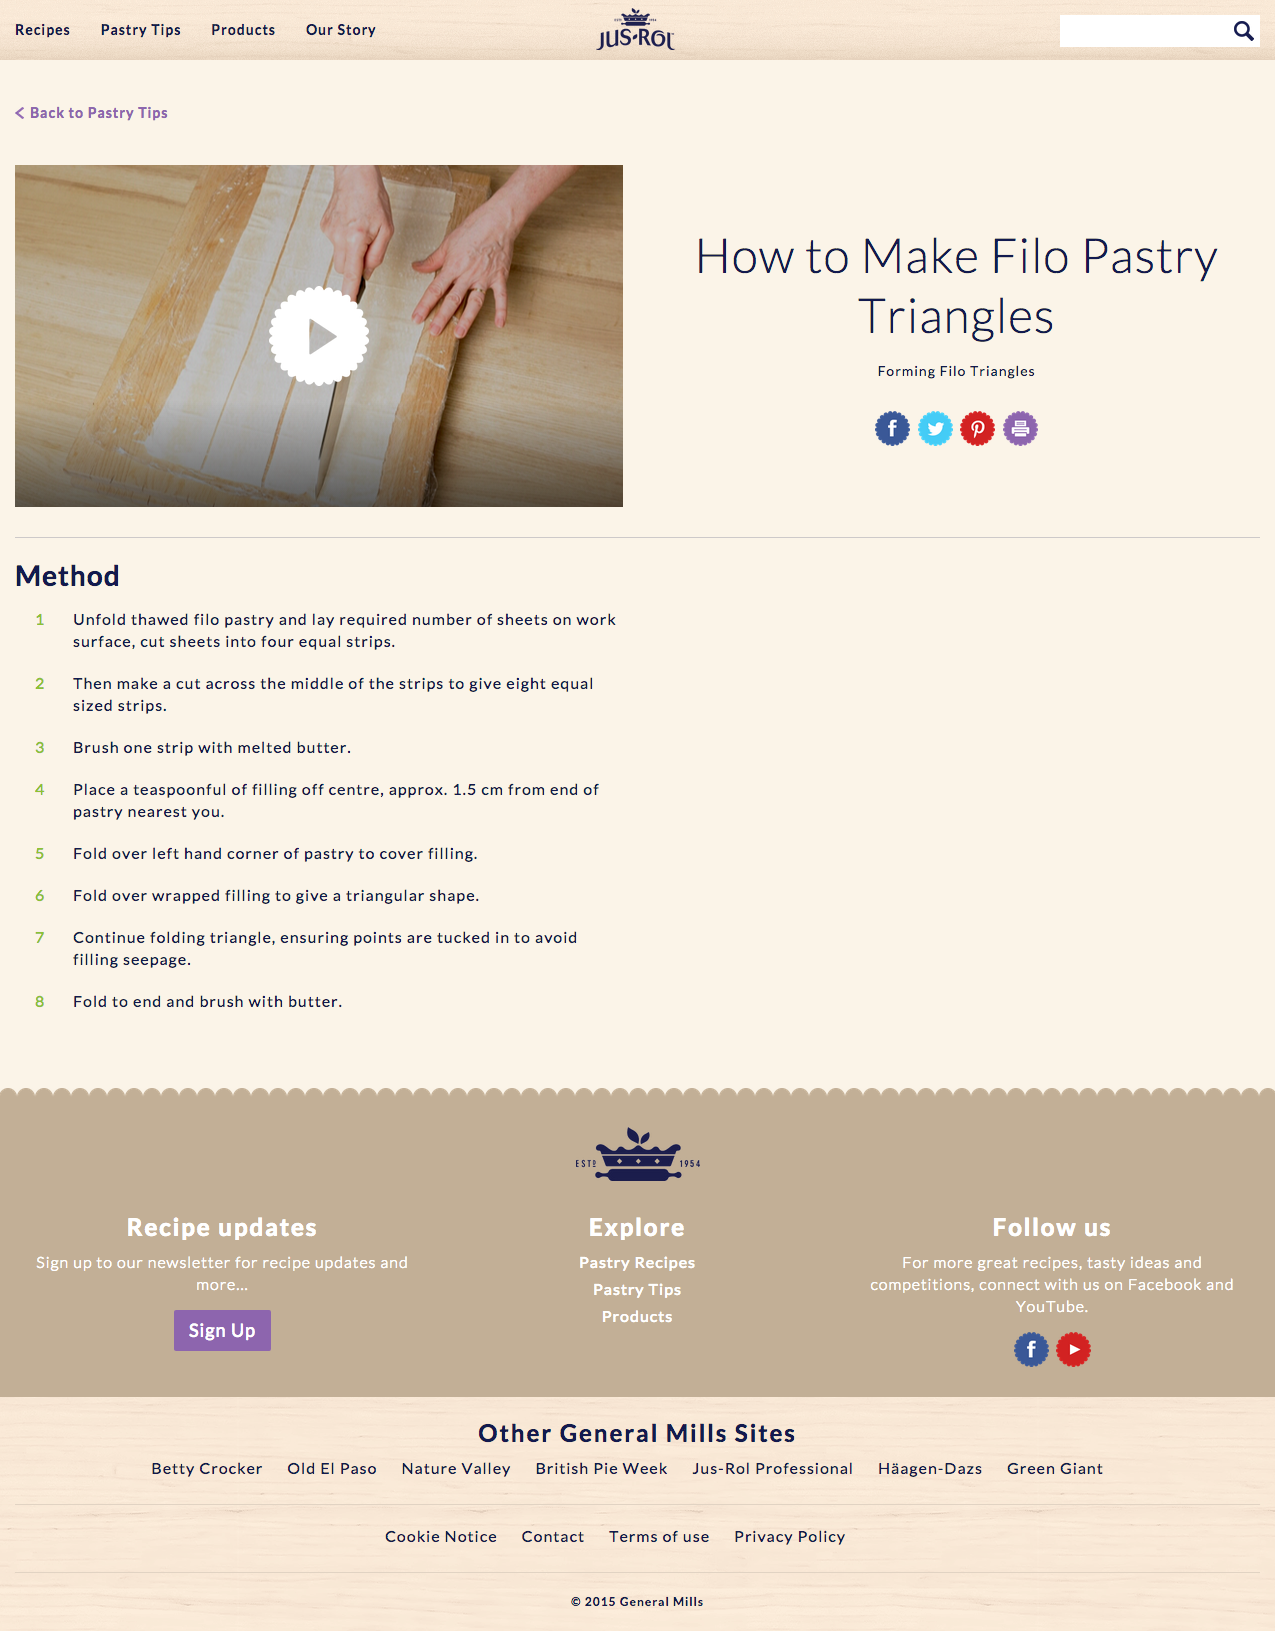 Recipes Pastry Tips Products Our Story
ESTD 1954
JUS-ROL
< Back to Pastry Tips
How to Make Filo Pastry
Triangles
Forming Filo Triangles
Method
1 Unfold thawed filo pastry and lay required number of sheets on work
surface, cut sheets into four equal strips.
2 Then make a cut across the middle of the strips to give eight equal
sized strips.
3 Brush one strip with melted butter.
4 Place a teaspoonful of filling off centre, approx. 1.5 cm from end of
pastry nearest you.
5 Fold over left hand corner of pastry to cover filling.
6 Fold over wrapped filling to give a triangular shape.
7 Continue folding triangle, ensuring points are tucked in to avoid
filling seepage.
8 Fold to end and brush with butter.
ESTD 1954
Recipe updates
Sign up to our newsletter for recipe updates and
more...
Sign Up
Explore
Pastry Recipes
Pastry Tips
Products
Follow us
For more great recipes, tasty ideas and
competitions, connect with us on Facebook and
YouTube.
Other General Mills Sites
Betty Crocker Old El Paso Nature Valley British Pie Week Jus-Rol Professional Häagen-Dazs Green Giant
Cookie Notice Contact Terms of use Privacy Policy
© 2015 General Mills